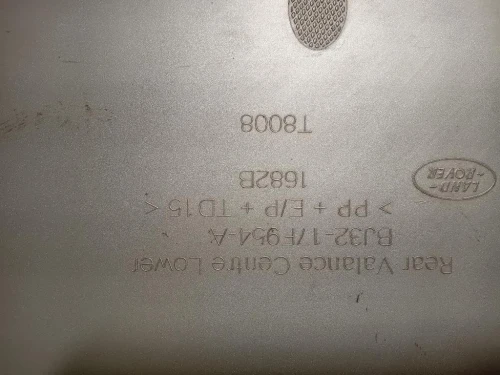 Rear Valance Centre Lower
BJ32-17F954-A
> PP + E/P + TD15 <
1682B
LAND-
-ROVER
T8008